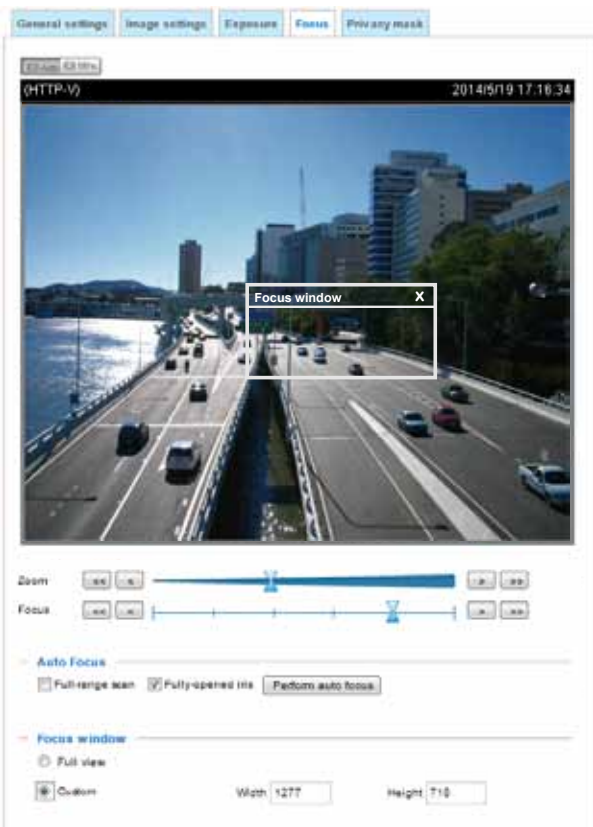 General settings Image settings Exposure Focus Privacy mask
(HTTP-V) 2014/5/19 17:16:34
Focus window X
Zoom << < > >>
Focus << < > >>
Auto Focus
Full-range scan Fully-opened iris Perform auto focus
Focus window
Full view
Custom Width 1277 Height 710